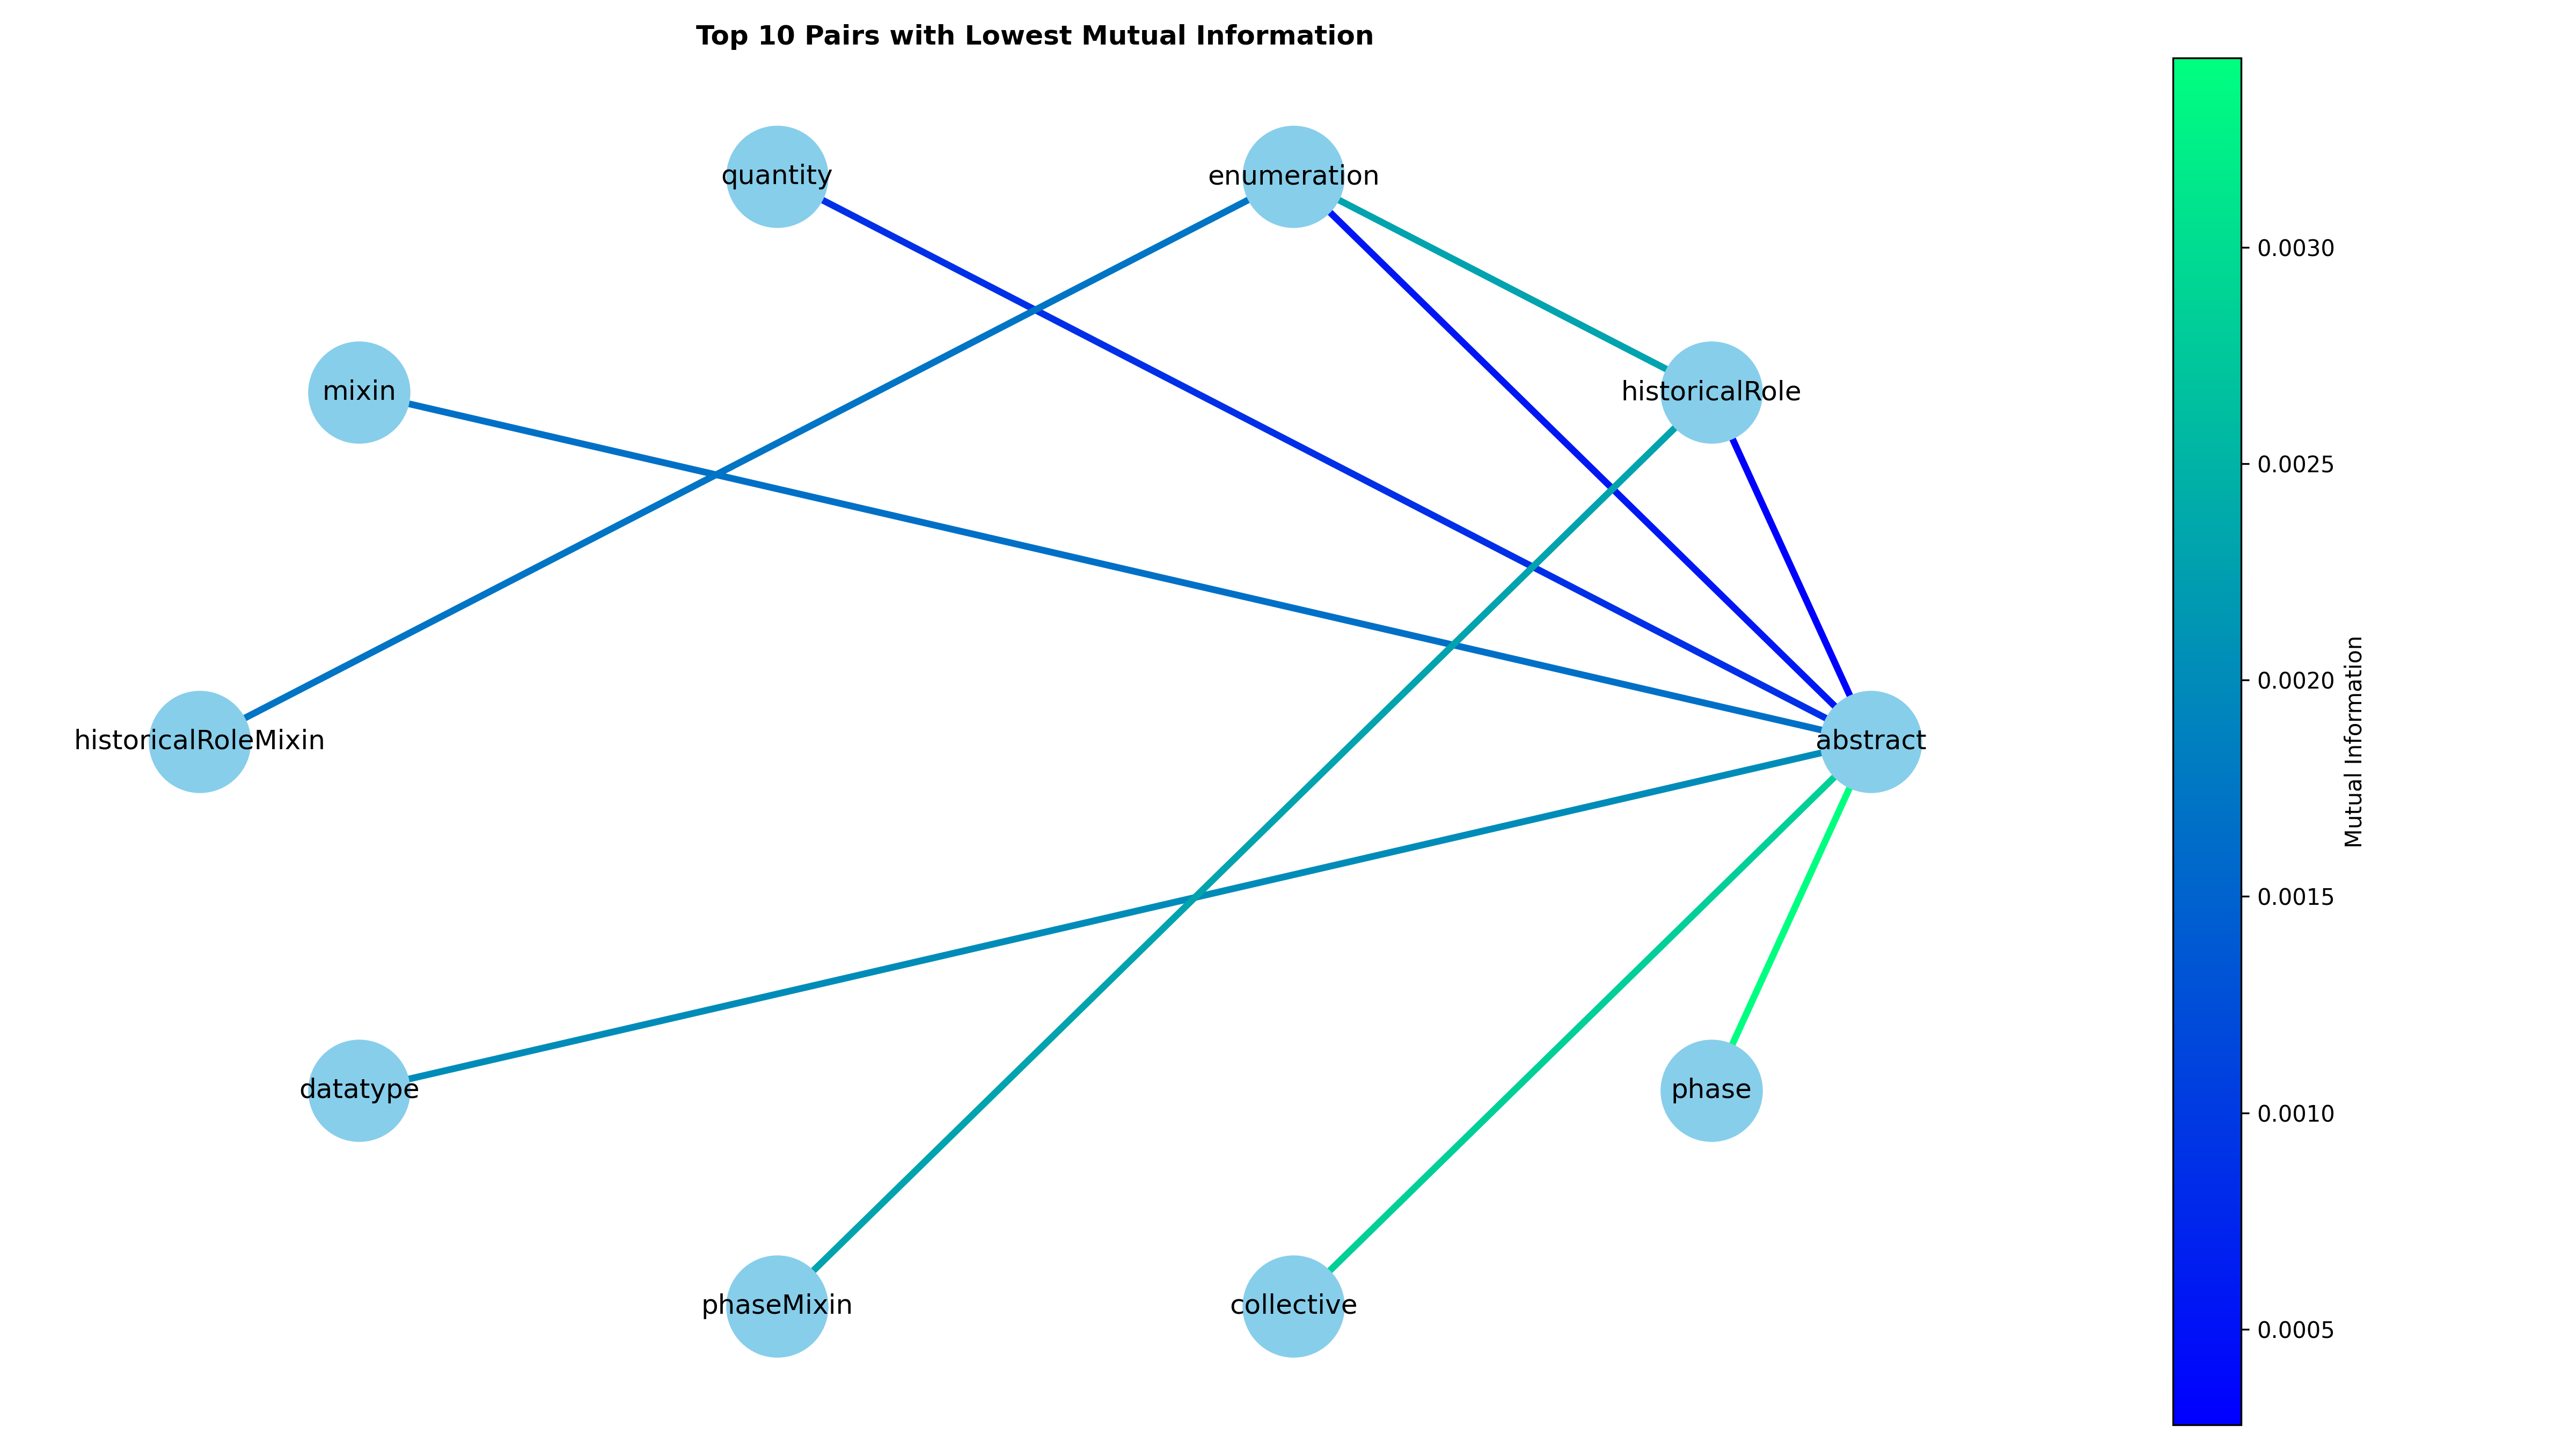 Top 10 Pairs with Lowest Mutual Information
quantity
enumeration
mixin
historicalRole
historicalRoleMixin
abstract
datatype
phase
phaseMixin
collective
0.0030
0.0025
0.0020
0.0015
0.0010
0.0005
Mutual Information